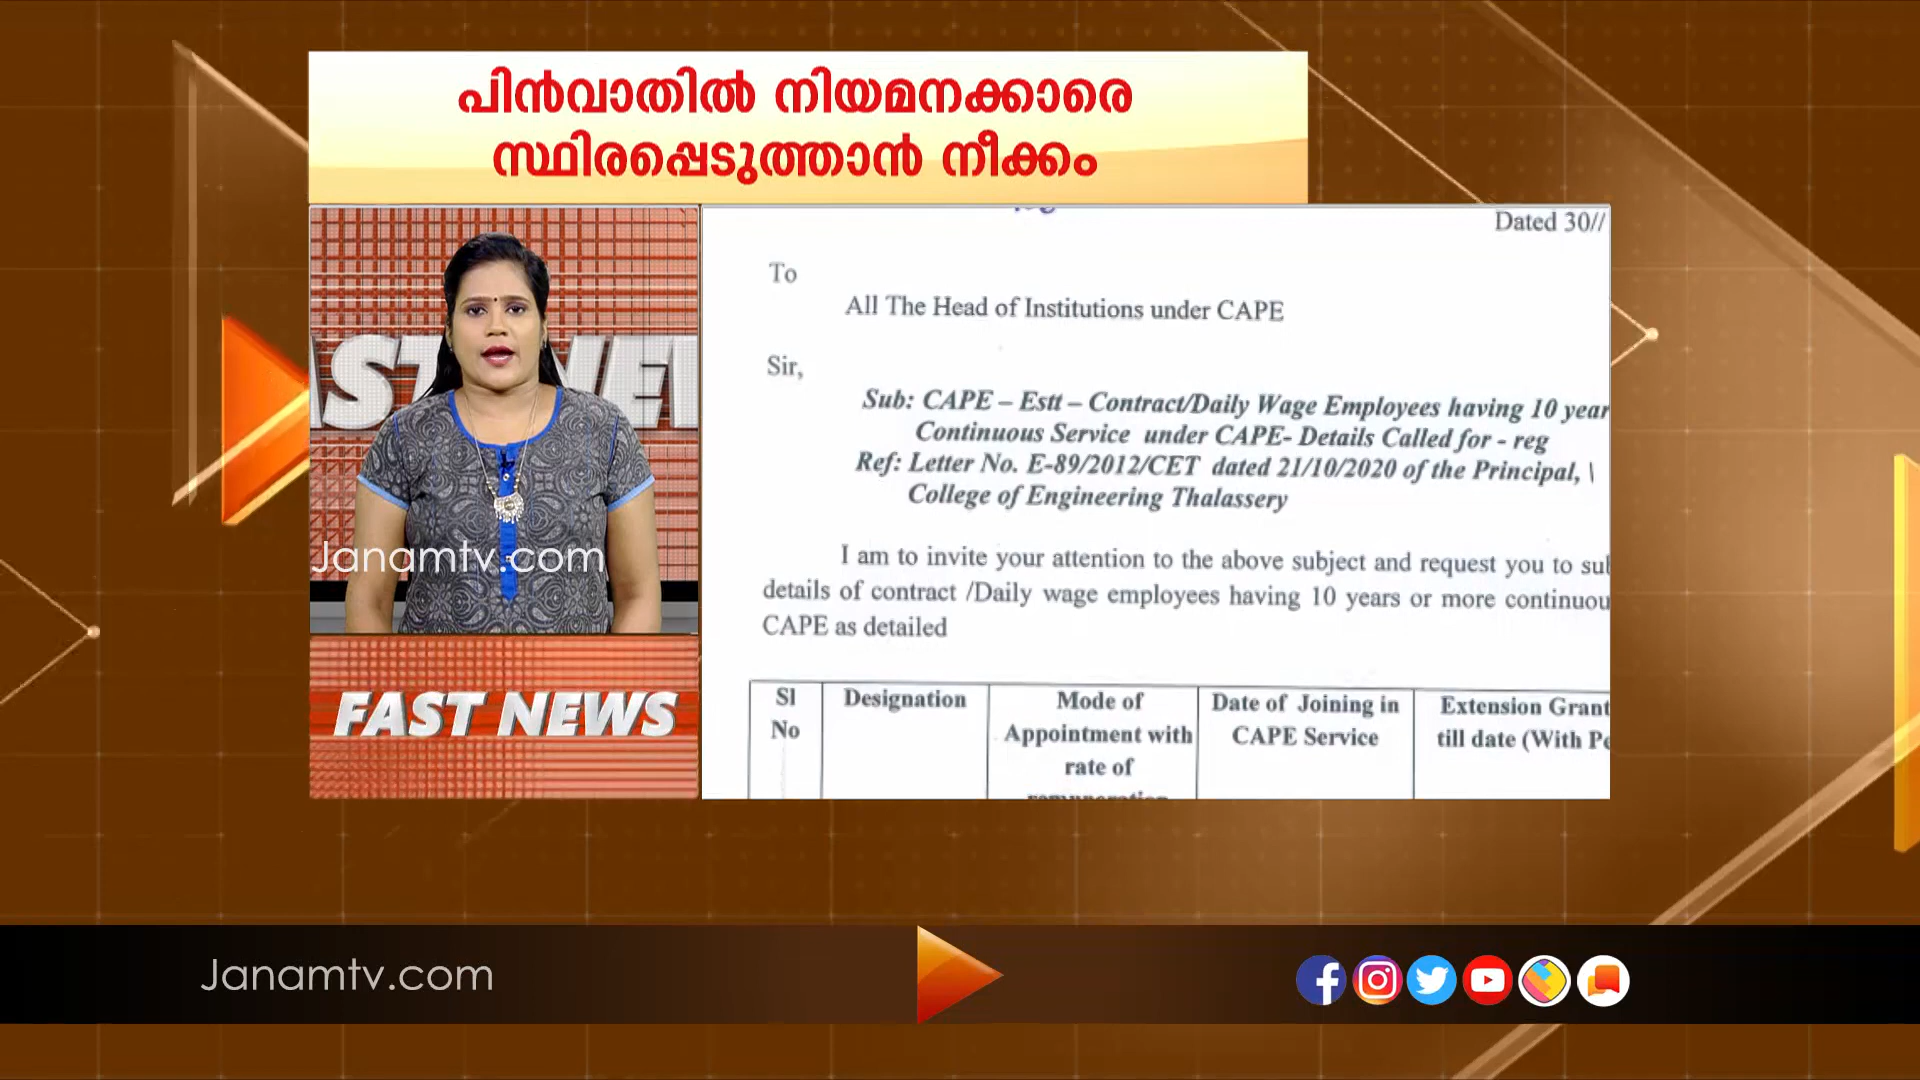 പിൻവാതിൽ നിയമനക്കാരെ
സ്ഥിരപ്പെടുത്താൻ നീക്കം
Dated 30//
To
All The Head of Institutions under CAPE
Sir,
Sub: CAPE – Estt – Contract/Daily Wage Employees having 10 year
Continuous Service under CAPE- Details Called for - reg
Ref: Letter No. E-89/2012/CET dated 21/10/2020 of the Principal, \
College of Engineering Thalassery
I am to invite your attention to the above subject and request you to sul
details of contract /Daily wage employees having 10 years or more continuou
CAPE as detailed
Sl No
Designation
Mode of
Appointment with
rate of
Date of Joining in
CAPE Service
Extension Grant
till date (With Pe
AST NEW
Janamtv.com
FAST NEWS
Janamtv.com